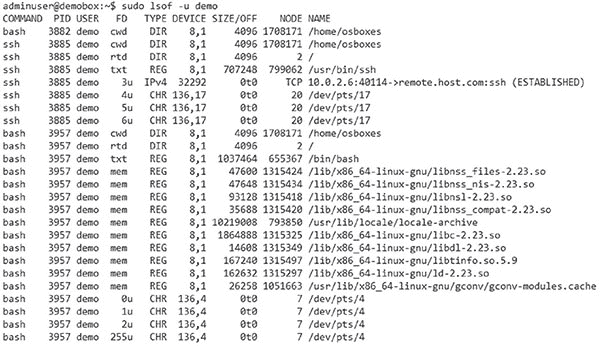 adminuser@demobox:~$ sudo lsof -u demo
COMMAND PID USER FD TYPE DEVICE SIZE/OFF NODE NAME
bash 3882 demo cwd DIR 8,1 4096 1708171 /home/osboxes
ssh 3885 demo cwd DIR 8,1 4096 1708171 /home/osboxes
ssh 3885 demo rtd DIR 8,1 4096 2 /
ssh 3885 demo txt REG 8,1 707248 799062 /usr/bin/ssh
ssh 3885 demo 3u IPv4 32292 0t0 TCP 10.0.2.6:40114->remote.host.com:ssh (ESTABLISHED)
ssh 3885 demo 4u CHR 136,17 0t0 20 /dev/pts/17
ssh 3885 demo 5u CHR 136,17 0t0 20 /dev/pts/17
ssh 3885 demo 6u CHR 136,17 0t0 20 /dev/pts/17
bash 3957 demo cwd DIR 8,1 4096 1708171 /home/osboxes
bash 3957 demo rtd DIR 8,1 4096 2 /
bash 3957 demo txt REG 8,1 1037464 655367 /bin/bash
bash 3957 demo mem REG 8,1 47600 1315424 /lib/x86_64-linux-gnu/libnss_files-2.23.so
bash 3957 demo mem REG 8,1 47648 1315434 /lib/x86_64-linux-gnu/libnss_nis-2.23.so
bash 3957 demo mem REG 8,1 93128 1315418 /lib/x86_64-linux-gnu/libnsl-2.23.so
bash 3957 demo mem REG 8,1 35688 1315420 /lib/x86_64-linux-gnu/libnss_compat-2.23.so
bash 3957 demo mem REG 8,1 10219008 793850 /usr/lib/locale/locale-archive
bash 3957 demo mem REG 8,1 1864888 1315325 /lib/x86_64-linux-gnu/libc-2.23.so
bash 3957 demo mem REG 8,1 14608 1315349 /lib/x86_64-linux-gnu/libdl-2.23.so
bash 3957 demo mem REG 8,1 167240 1315497 /lib/x86_64-linux-gnu/libtinfo.so.5.9
bash 3957 demo mem REG 8,1 162632 1315297 /lib/x86_64-linux-gnu/ld-2.23.so
bash 3957 demo mem REG 8,1 26258 1051663 /usr/lib/x86_64-linux-gnu/gconv/gconv-modules.cache
bash 3957 demo 0u CHR 136,4 0t0 7 /dev/pts/4
bash 3957 demo 1u CHR 136,4 0t0 7 /dev/pts/4
bash 3957 demo 2u CHR 136,4 0t0 7 /dev/pts/4
bash 3957 demo 255u CHR 136,4 0t0 7 /dev/pts/4